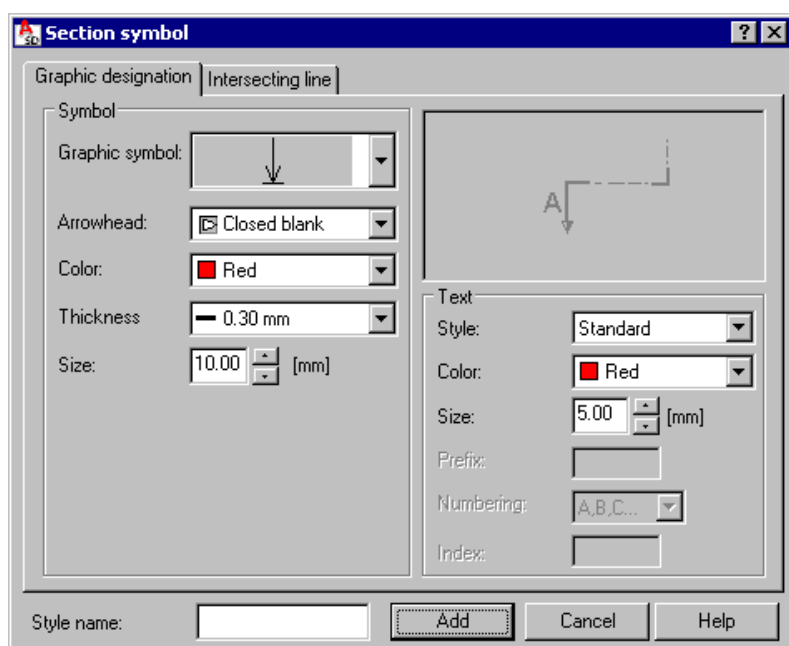 Section symbol
Graphic designation
Intersecting line
Symbol
Graphic symbol:
Arrowhead: Closed blank
Color: Red
Thickness 0.30 mm
Size: 10.00 [mm]
A
Text
Style: Standard
Color: Red
Size: 5.00 [mm]
Prefix:
Numbering: A,B,C...
Index:
Style name:
Add
Cancel
Help